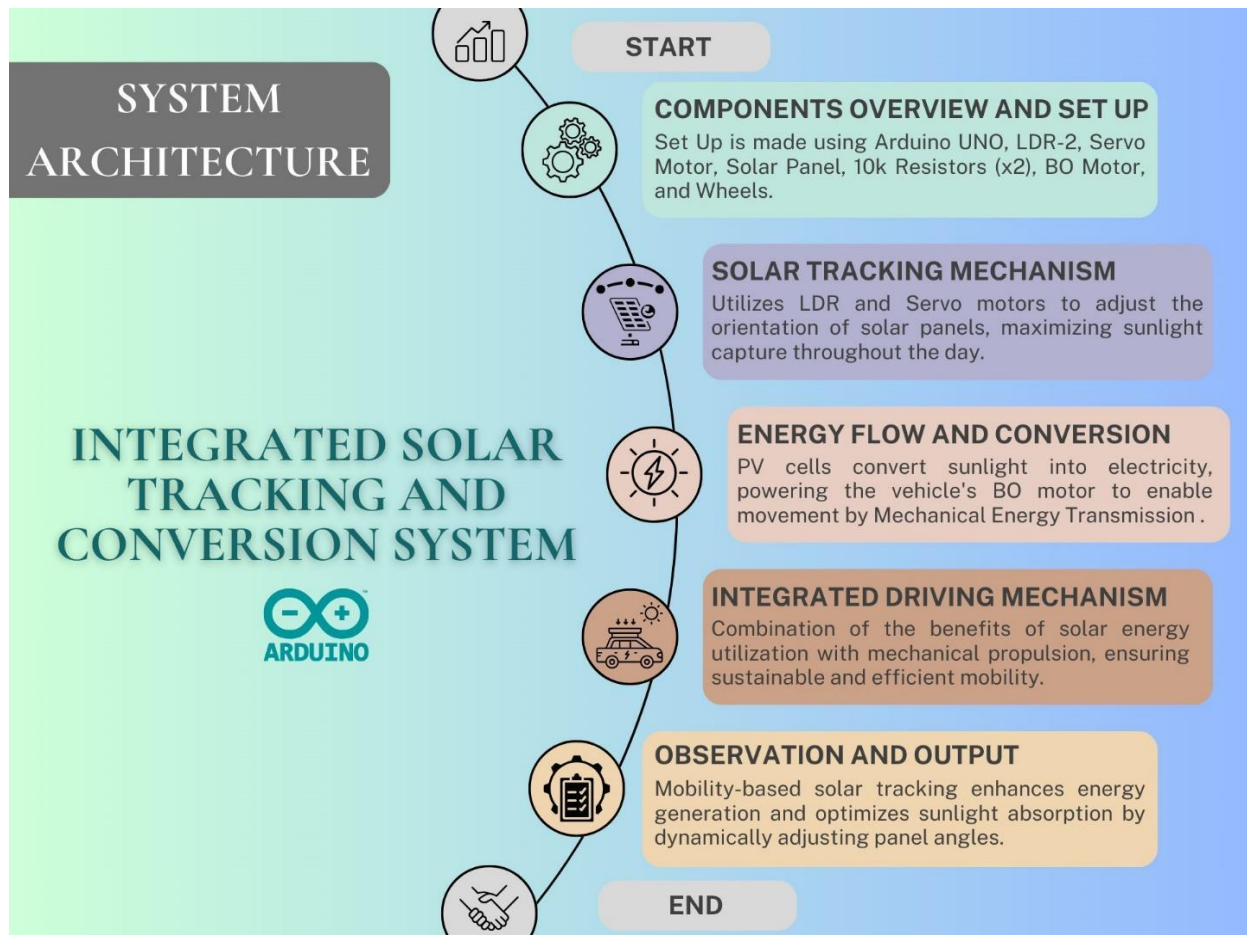 SYSTEM
ARCHITECTURE
START
COMPONENTS OVERVIEW AND SET UP
Set Up is made using Arduino UNO, LDR-2, Servo
Motor, Solar Panel, 10k Resistors (x2), BO Motor,
and Wheels.
SOLAR TRACKING MECHANISM
Utilizes LDR and Servo motors to adjust the
orientation of solar panels, maximizing sunlight
capture throughout the day.
INTEGRATED SOLAR
TRACKING AND
CONVERSION SYSTEM
ARDUINO
ENERGY FLOW AND CONVERSION
PV cells convert sunlight into electricity,
powering the vehicle's BO motor to enable
movement by Mechanical Energy Transmission .
INTEGRATED DRIVING MECHANISM
Combination of the benefits of solar energy
utilization with mechanical propulsion, ensuring
sustainable and efficient mobility.
OBSERVATION AND OUTPUT
Mobility-based solar tracking enhances energy
generation and optimizes sunlight absorption by
dynamically adjusting panel angles.
END